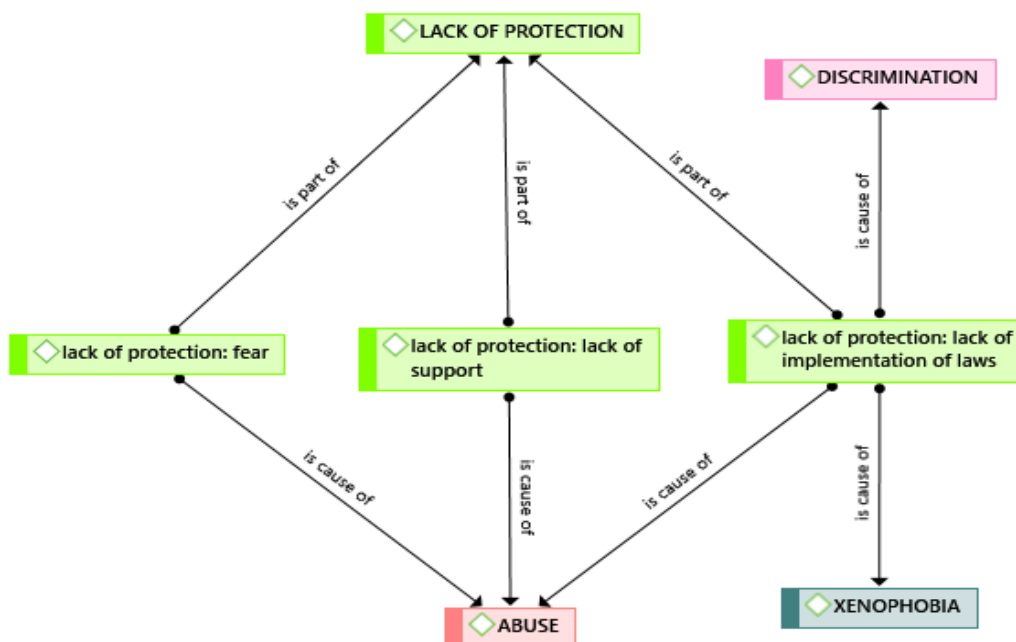 LACK OF PROTECTION
DISCRIMINATION
is part of
is part of
is part of
is cause of
lack of protection: fear
lack of protection: lack of
support
lack of protection: lack of
implementation of laws
is cause of
is cause of
is cause of
is cause of
ABUSE
XENOPHOBIA